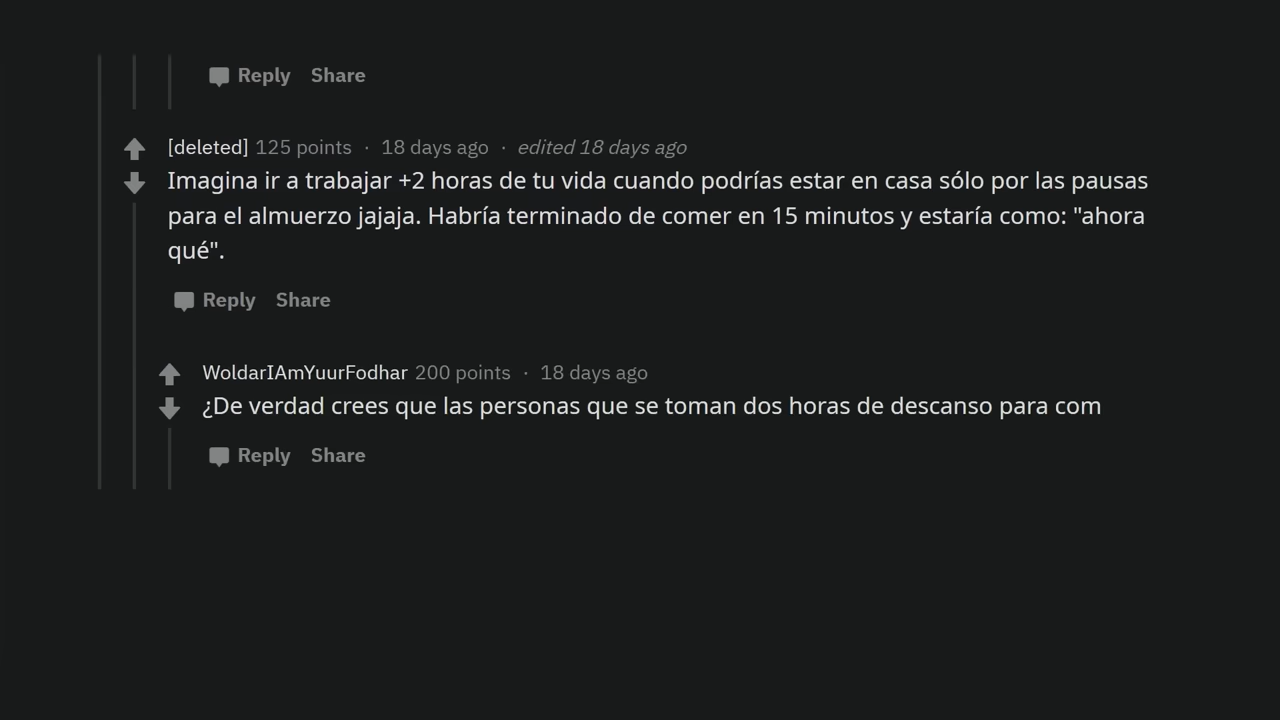 Reply Share
[deleted] 125 points · 18 days ago · edited 18 days ago
Imagina ir a trabajar +2 horas de tu vida cuando podrías estar en casa sólo por las pausas
para el almuerzo jajaja. Habría terminado de comer en 15 minutos y estaría como: "ahora
qué".
Reply Share
WoldarIAmYuurFodhar 200 points · 18 days ago
¿De verdad crees que las personas que se toman dos horas de descanso para com
Reply Share